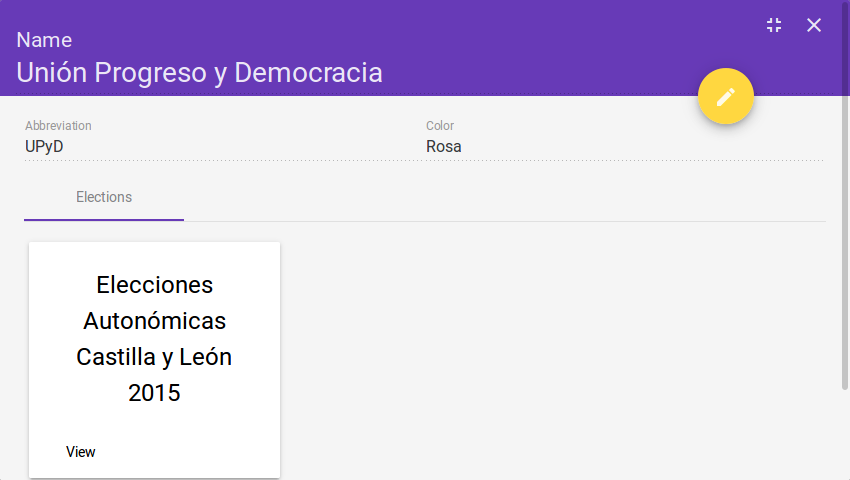 Name
Unión Progreso y Democracia
Abbreviation
Color
UPyD
Rosa
Elections
Elecciones
Autonómicas
Castilla y León
2015
View